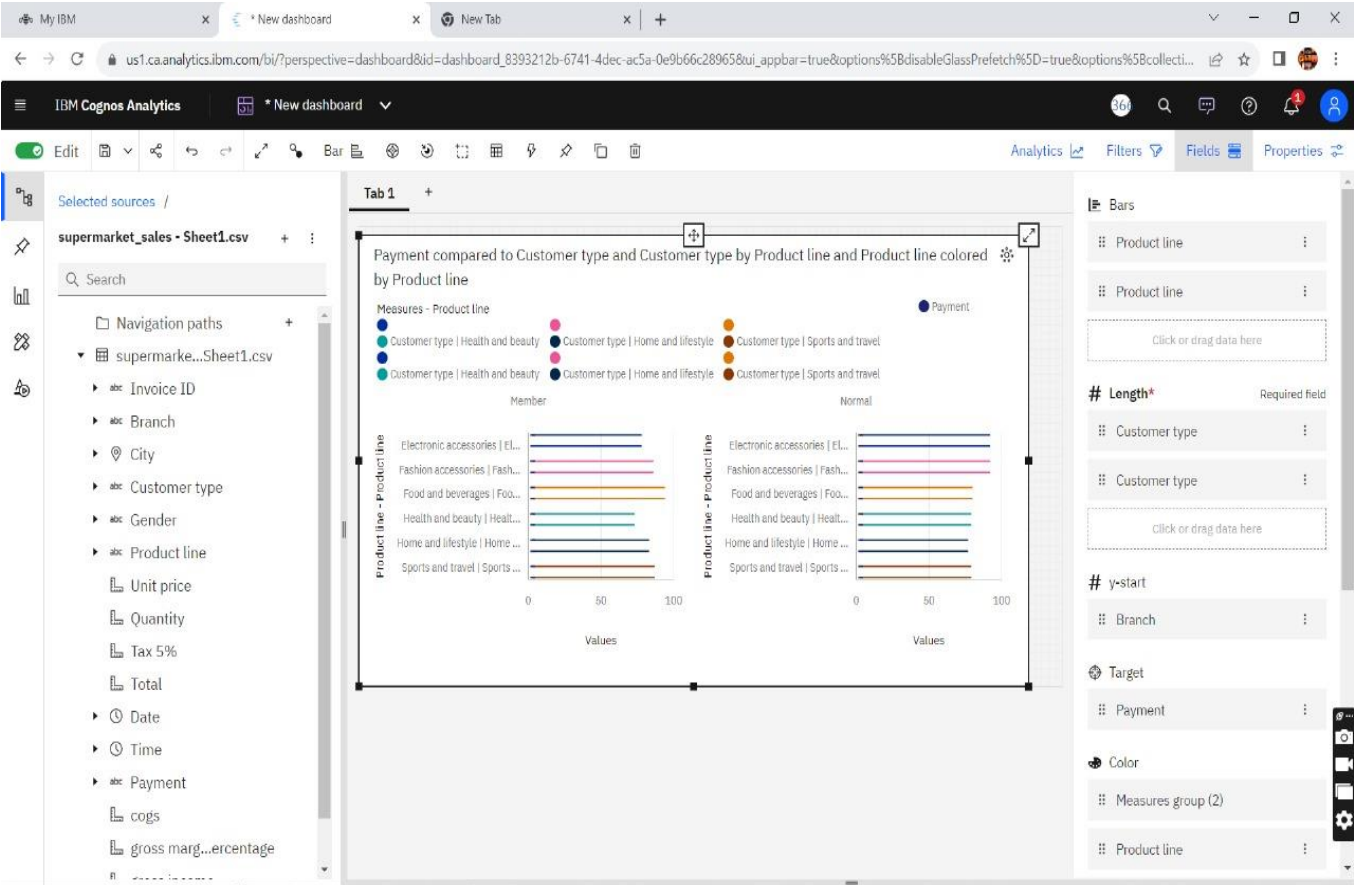 My IBM
* New dashboard
New Tab
us1.ca.analytics.ibm.com/bi/?perspective=dashboard&id=dashboard_8393212b-6741-4dec-ac5a-0e9b66c28965&ui_appbar=true&options%5BdisableGlassPrefetch%5D=true&options%5Bcollecti...
IBM Cognos Analytics
* New dashboard
1
Edit
Bar
Analytics
Filters
Fields
Properties
Selected sources /
supermarket_sales - Sheet1.csv
Search
Navigation paths
supermarke...Sheet1.csv
abc Invoice ID
abc Branch
City
abc Customer type
abc Gender
abc Product line
Unit price
Quantity
Tax 5%
Total
Date
Time
abc Payment
cogs
gross marg...ercentage
Tab 1
Payment compared to Customer type and Customer type by Product line and Product line colored
by Product line
Measures - Product line
Payment
Customer type | Health and beauty
Customer type | Home and lifestyle
Customer type | Sports and travel
Customer type | Health and beauty
Customer type | Home and lifestyle
Customer type | Sports and travel
Member
Product line - Product line
Electronic accessories | El...
Fashion accessories | Fash...
Food and beverages | Foo...
Health and beauty | Healt...
Home and lifestyle | Home ...
Sports and travel | Sports ...
0 50 100
Values
Normal
Product line - Product line
Electronic accessories | El...
Fashion accessories | Fash...
Food and beverages | Foo...
Health and beauty | Healt...
Home and lifestyle | Home ...
Sports and travel | Sports ...
0 50 100
Values
Bars
Product line
Product line
Click or drag data here
# Length*
Required field
Customer type
Customer type
Click or drag data here
# y-start
Branch
Target
Payment
Color
Measures group (2)
Product line